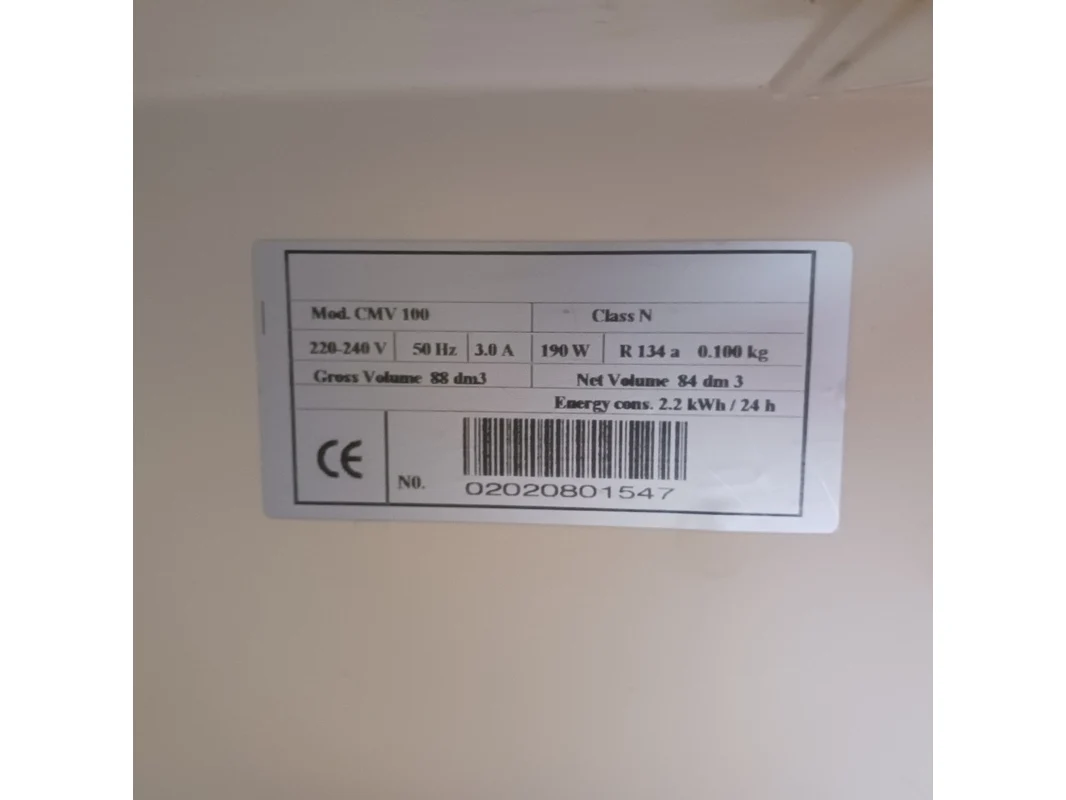 Mod. CMV 100 Class N
220-240 V 50 Hz 3.0 A 190 W R 134 a 0.100 kg
Gross Volume 88 dm3 Net Volume 84 dm 3
Energy cons. 2.2 kWh / 24 h
CE N0.
02020801547